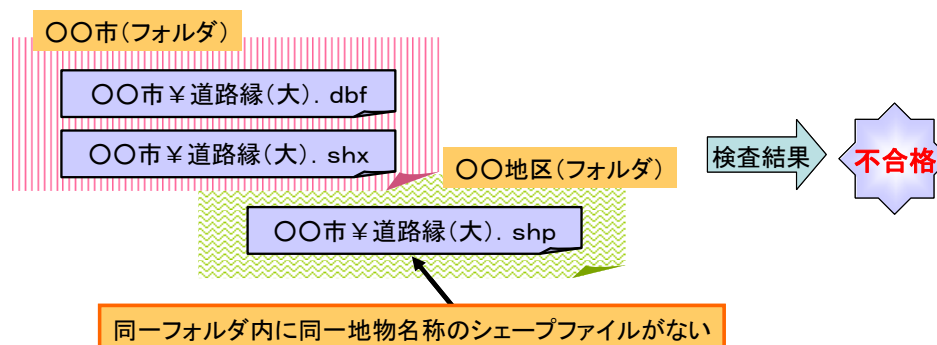 〇〇市(フォルダ)
〇〇市￥道路縁(大). dbf
〇〇市￥道路縁(大). shx
〇〇地区(フォルダ)
〇〇市￥道路縁(大). shp
検査結果
不合格
同一フォルダ内に同一地物名称のシェープファイルがない